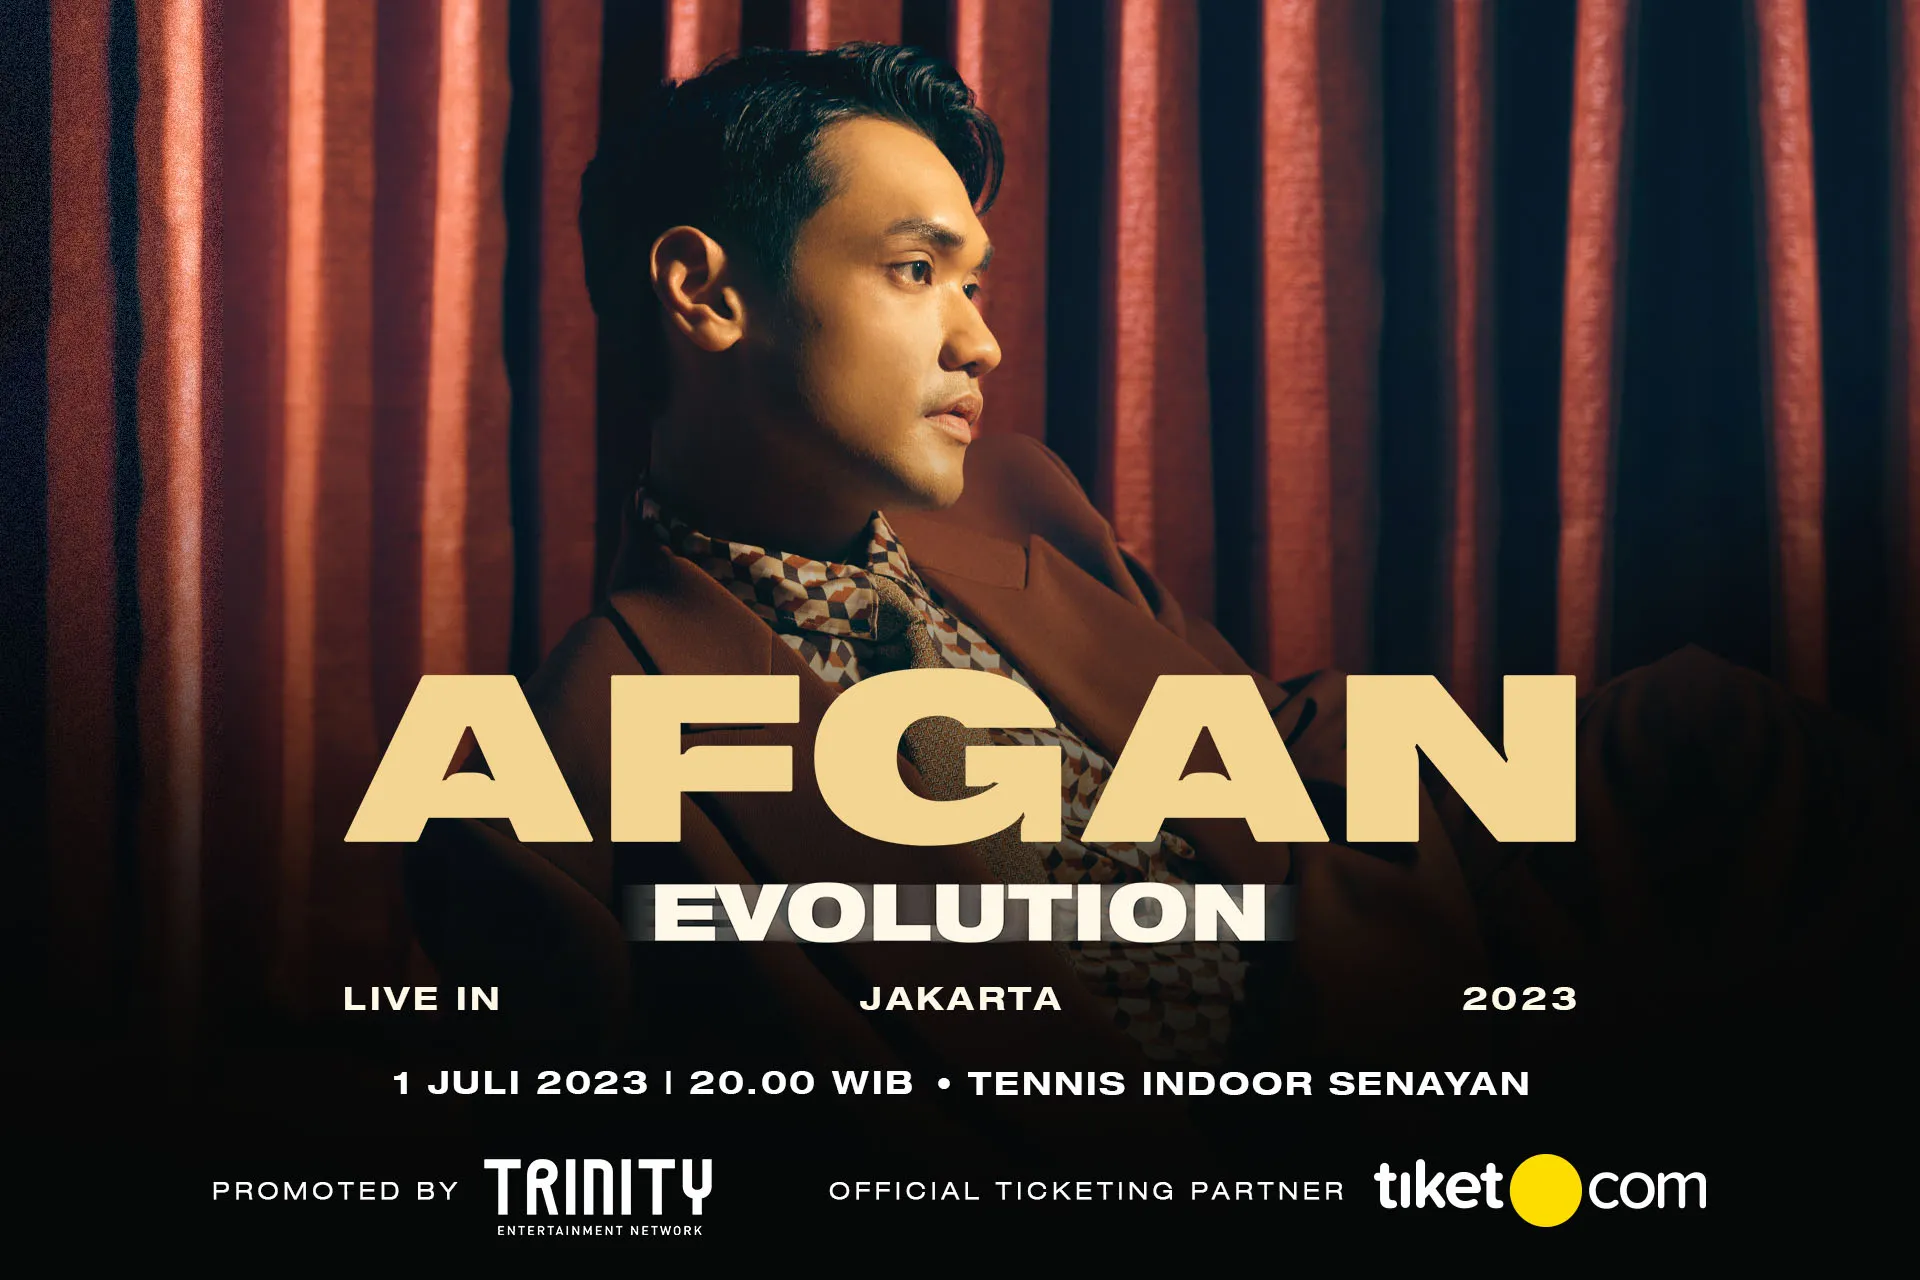 AFGAN
EVOLUTION
LIVE IN JAKARTA 2023
1 JULI 2023 | 20.00 WIB • TENNIS INDOOR SENAYAN
PROMOTED BY TRINITY ENTERTAINMENT NETWORK
OFFICIAL TICKETING PARTNER tiket.com